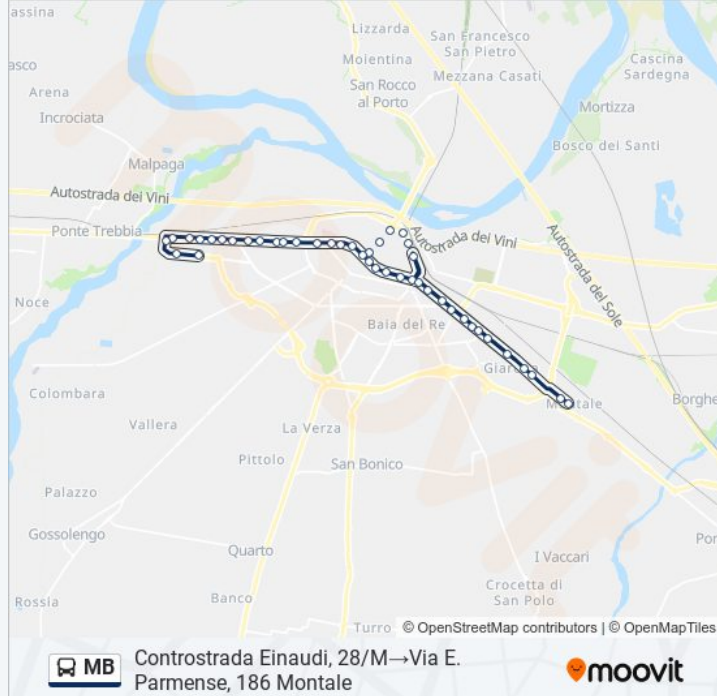 assina
Lizzarda
San Francesco
San Pietro
Moientina
Mezzana Casati
Cascina
Sardegna
asco
Arena
San Rocco
al Porto
Incrociata
Mortizza
Bosco dei Santi
Malpaga
Autostrada dei Vini
Ponte Trebbia
Autostrada dei Vini
Autostrada del Sole
Noce
Baia del Re
Colombara
Montale
Borghe
Vallera
La Verza
Pittolo
San Bonico
Palazzo
Gossolengo
Quarto
I Vaccari
Por
Crocetta di
San Polo
Rossia
Banco
Turro
© OpenStreetMap contributors | © OpenMapTiles
MB
Controstrada Einaudi, 28/M→Via E.
Parmense, 186 Montale
moovit